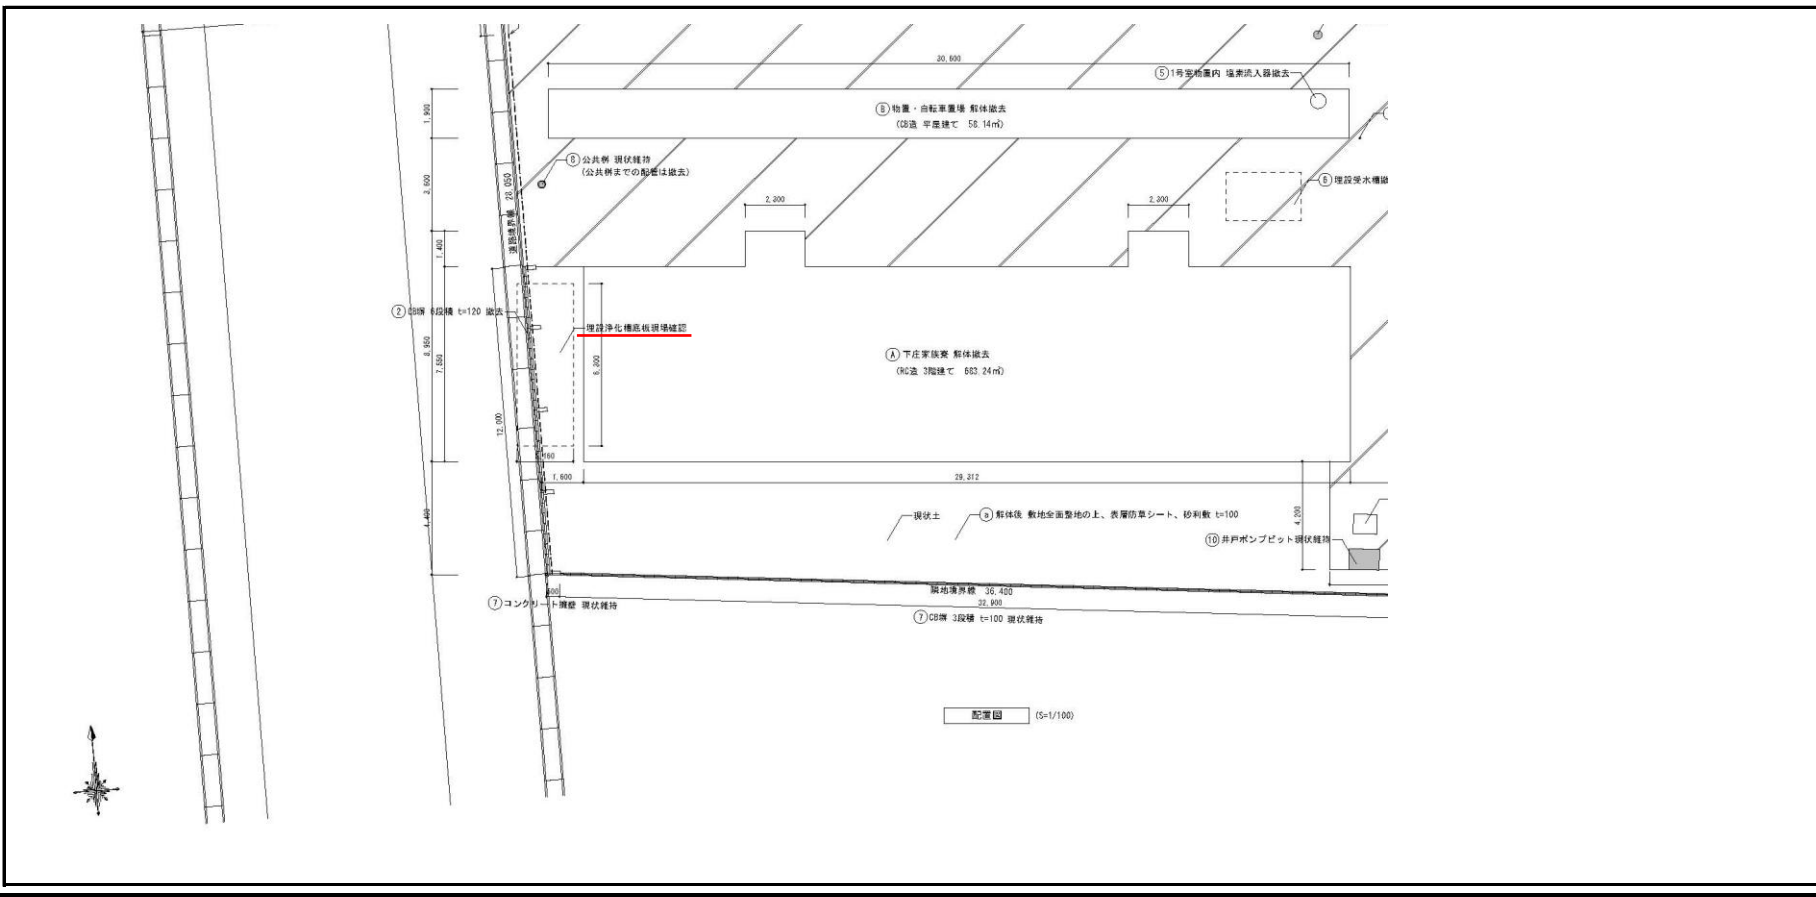 30,600
⑤1号室物置内 塩素流入器撤去
1,900
Ⓑ物置・自転車置場 解体撤去
(CB造 平屋建て 58.14㎡)
⑧公共桝 現状維持
(公共桝までの配管は撤去)
3,600
道路境界線 28,050
⑥埋設受水槽撤
2,300
2,300
1,400
②CB塀 6段積 t=120 撤去
埋設浄化槽底板現場確認
8,950
7,550
6,300
Ⓐ下庄家族寮 解体撤去
(RC造 3階建て 683.24㎡)
12,000
160
1,600
29,312
4,400
現状土
ⓐ解体後 敷地全面整地の上、表層防草シート、砂利敷 t=100
4,200
⑩井戸ポンプピット現状維持
隣地境界線 36,400
600
⑦コンクリート擁壁 現状維持
32,900
⑦CB塀 3段積 t=100 現状維持
配置図 (S=1/100)